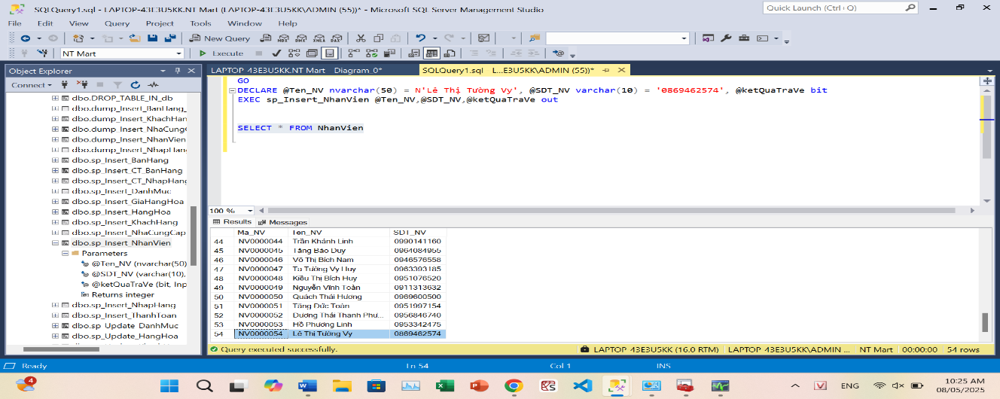 SQLQuery1.sql - LAPTOP-43E3U5KK.NT Mart (LAPTOP-43E3U5KK\ADMIN (55))* - Microsoft SQL Server Management Studio
Quick Launch (Ctrl+Q)
File Edit View Query Project Tools Window Help
New Query
NT Mart
Execute
Object Explorer
Connect
dbo.DROP_TABLE_IN_db
dbo.dump_Insert_BanHang_
dbo.dump_Insert_KhachHan
dbo.dump_Insert_NhaCungC
dbo.dump_Insert_NhanVien
dbo.dump_Insert_NhapHang
dbo.sp_Insert_BanHang
dbo.sp_Insert_CT_BanHang
dbo.sp_Insert_CT_NhapHang
dbo.sp_Insert_DanhMuc
dbo.sp_Insert_GiaHangHoa
dbo.sp_Insert_HangHoa
dbo.sp_Insert_KhachHang
dbo.sp_Insert_NhaCungCap
dbo.sp_Insert_NhanVien
Parameters
@Ten_NV (nvarchar(50)
@SDT_NV (varchar(10),
@ketQuaTraVe (bit, Inp
Returns integer
dbo.sp_Insert_NhapHang
dbo.sp_Insert_ThanhToan
dbo.sp_Update_DanhMuc
dbo.sp_Update_HangHoa
LAPTOP-43E3U5KK.NT Mart - Diagram_0*
SQLQuery1.sql - L...E3U5KK\ADMIN (55))*
GO
DECLARE @Ten_NV nvarchar(50) = N'Lê Thị Tường Vy', @SDT_NV varchar(10) = '0869462574', @ketQuaTraVe bit
EXEC sp_Insert_NhanVien @Ten_NV,@SDT_NV,@ketQuaTraVe out
SELECT * FROM NhanVien
100 %
Results Messages
Ma_NV Ten_NV SDT_NV
44 NV0000044 Trần Khánh Linh 0990141160
45 NV0000045 Tăng Bảo Duy 0964084955
46 NV0000046 Võ Thị Bích Nam 0946576558
47 NV0000047 Tạ Tường Vy Huy 0963393185
48 NV0000048 Kiều Thị Bích Huy 0951076520
49 NV0000049 Nguyễn Vĩnh Toàn 0911313632
50 NV0000050 Quách Thái Hương 0969600500
51 NV0000051 Tăng Đức Toàn 0951997154
52 NV0000052 Dương Thái Thanh Phư... 0956846740
53 NV0000053 Hồ Phương Linh 0953342475
54 NV0000054 Lê Thị Tường Vy 0869462574
Query executed successfully. LAPTOP-43E3U5KK (16.0 RTM) LAPTOP-43E3U5KK\ADMIN ... NT Mart 00:00:00 54 rows
Ready Ln 54 Col 1 INS
4
ENG
10:25 AM
08/05/2025